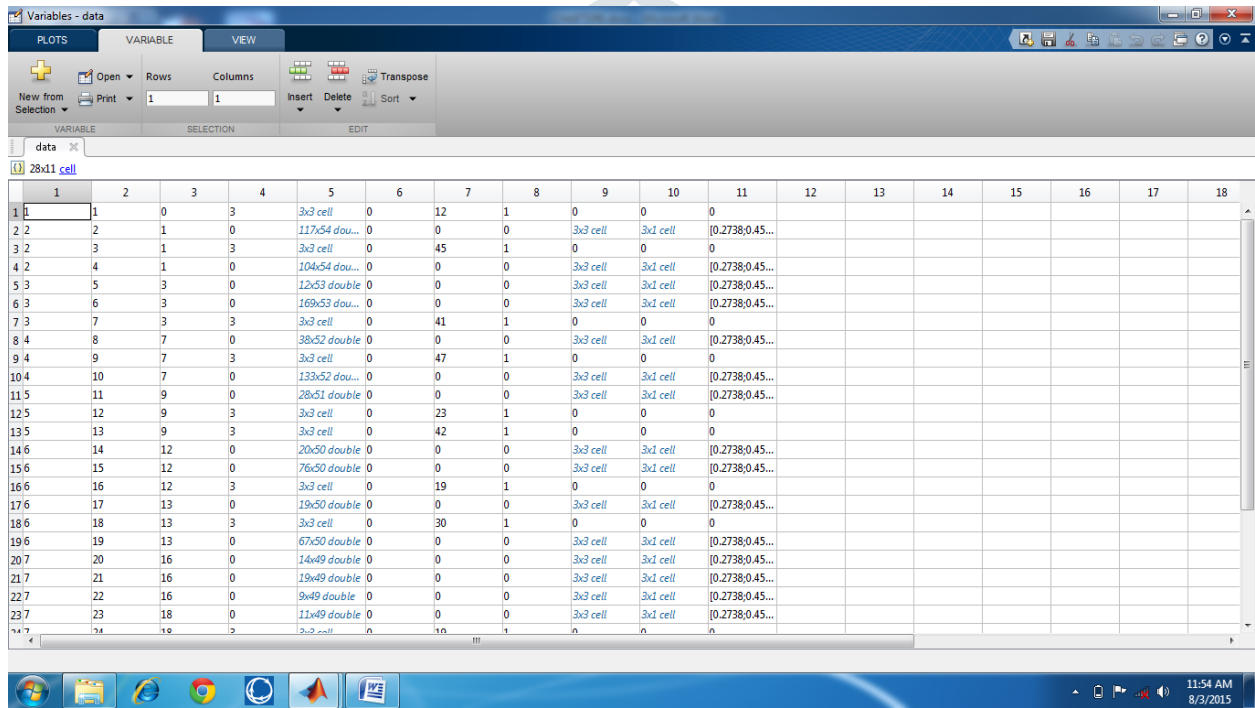 Variables - data
PLOTS VARIABLE VIEW
New from Selection Open Print Rows Columns 1 1 Insert Delete Transpose Sort
VARIABLE SELECTION EDIT
data
28x11 cell
1 2 3 4 5 6 7 8 9 10 11 12 13 14 15 16 17 18
1 1 1 0 3 3x3 cell 0 12 1 0 0 0
2 2 2 1 0 117x54 dou... 0 0 0 3x3 cell 3x1 cell [0.2738;0.45...
3 2 3 1 3 3x3 cell 0 45 1 0 0 0
4 2 4 1 0 104x54 dou... 0 0 0 3x3 cell 3x1 cell [0.2738;0.45...
5 3 5 3 0 12x53 double 0 0 0 3x3 cell 3x1 cell [0.2738;0.45...
6 3 6 3 0 169x53 dou... 0 0 0 3x3 cell 3x1 cell [0.2738;0.45...
7 3 7 3 3 3x3 cell 0 41 1 0 0 0
8 4 8 7 0 38x52 double 0 0 0 3x3 cell 3x1 cell [0.2738;0.45...
9 4 9 7 3 3x3 cell 0 47 1 0 0 0
10 4 10 7 0 133x52 dou... 0 0 0 3x3 cell 3x1 cell [0.2738;0.45...
11 5 11 9 0 28x51 double 0 0 0 3x3 cell 3x1 cell [0.2738;0.45...
12 5 12 9 3 3x3 cell 0 23 1 0 0 0
13 5 13 9 3 3x3 cell 0 42 1 0 0 0
14 6 14 12 0 20x50 double 0 0 0 3x3 cell 3x1 cell [0.2738;0.45...
15 6 15 12 0 76x50 double 0 0 0 3x3 cell 3x1 cell [0.2738;0.45...
16 6 16 12 3 3x3 cell 0 19 1 0 0 0
17 6 17 13 0 19x50 double 0 0 0 3x3 cell 3x1 cell [0.2738;0.45...
18 6 18 13 3 3x3 cell 0 30 1 0 0 0
19 6 19 13 0 67x50 double 0 0 0 3x3 cell 3x1 cell [0.2738;0.45...
20 7 20 16 0 14x49 double 0 0 0 3x3 cell 3x1 cell [0.2738;0.45...
21 7 21 16 0 19x49 double 0 0 0 3x3 cell 3x1 cell [0.2738;0.45...
22 7 22 16 0 9x49 double 0 0 0 3x3 cell 3x1 cell [0.2738;0.45...
23 7 23 18 0 11x49 double 0 0 0 3x3 cell 3x1 cell [0.2738;0.45...
24 7 24 18 3 3x3 cell 0 19 1 0 0 0
11:54 AM
8/3/2015